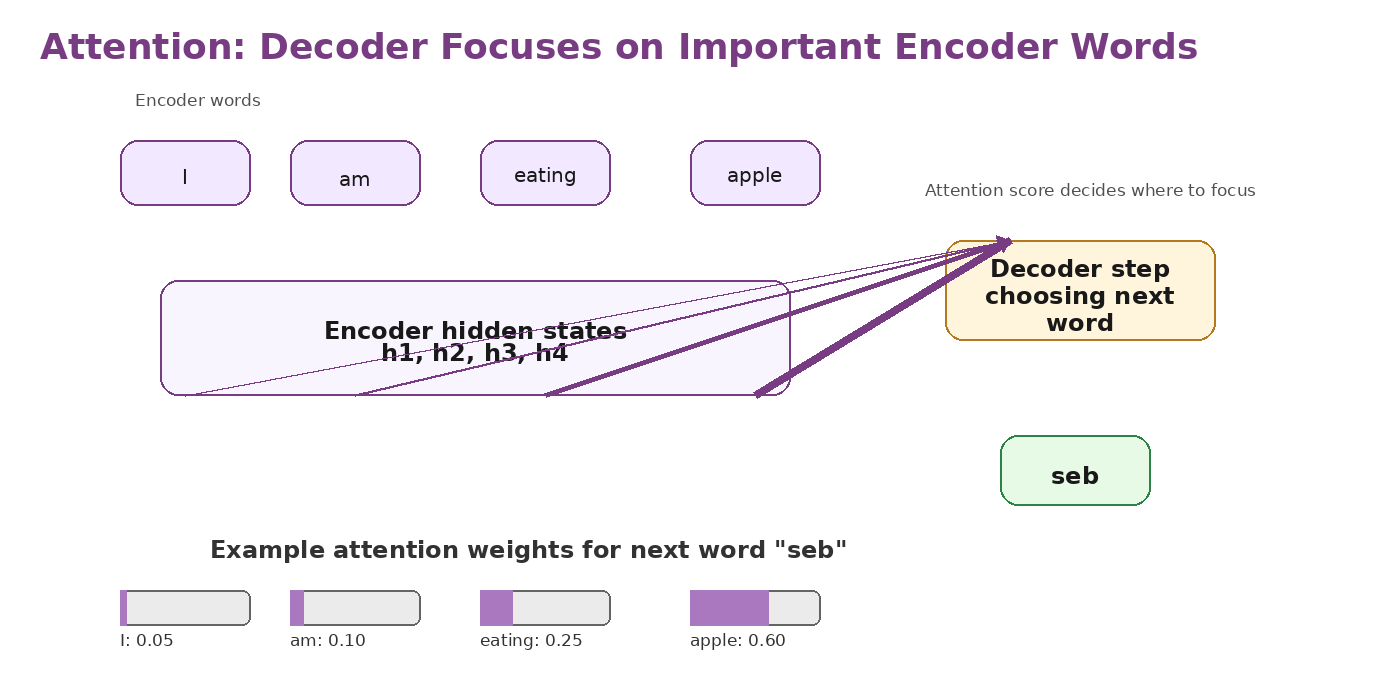 Attention: Decoder Focuses on Important Encoder Words
Encoder words
I
am
eating
apple
Attention score decides where to focus
Decoder step
choosing next
word
Encoder hidden states
h1, h2, h3, h4
seb
Example attention weights for next word "seb"
I: 0.05
am: 0.10
eating: 0.25
apple: 0.60